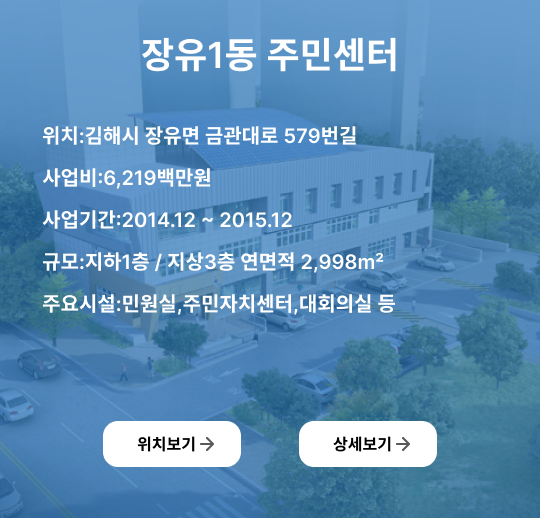 장유1동 주민센터
위치:김해시 장유면 금관대로 579번길
사업비:6,219백만원
사업기간:2014.12 ~ 2015.12
규모:지하1층 / 지상3층 연면적 2,998m²
주요시설:민원실,주민자치센터,대회의실 등
위치보기 →
상세보기 →